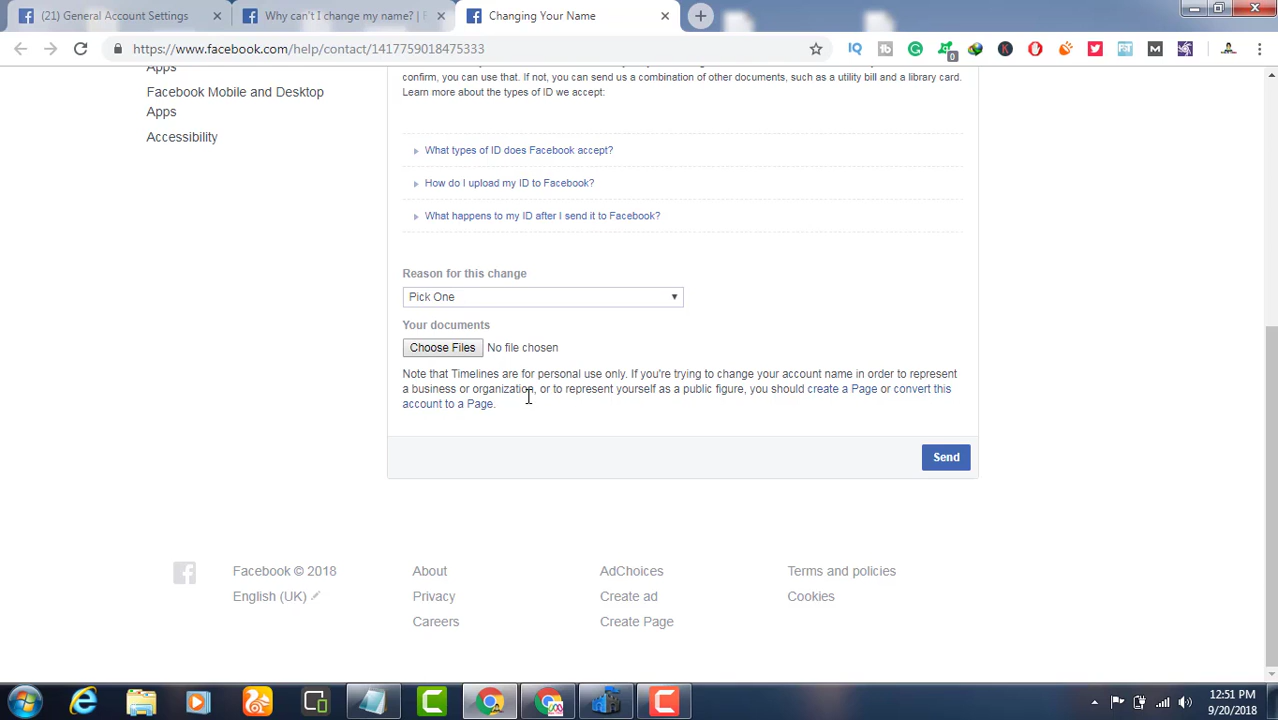 (21) General Account Settings
Why can't I change my name? | F
Changing Your Name
https://www.facebook.com/help/contact/1417759018475333
Apps
Facebook Mobile and Desktop
Apps
Accessibility
confirm, you can use that. If not, you can send us a combination of other documents, such as a utility bill and a library card.
Learn more about the types of ID we accept:
What types of ID does Facebook accept?
How do I upload my ID to Facebook?
What happens to my ID after I send it to Facebook?
Reason for this change
Pick One
Your documents
Choose Files No file chosen
Note that Timelines are for personal use only. If you're trying to change your account name in order to represent
a business or organization, or to represent yourself as a public figure, you should create a Page or convert this
account to a Page.
Send
Facebook © 2018
English (UK)
About
Privacy
Careers
AdChoices
Create ad
Create Page
Terms and policies
Cookies
12:51 PM
9/20/2018